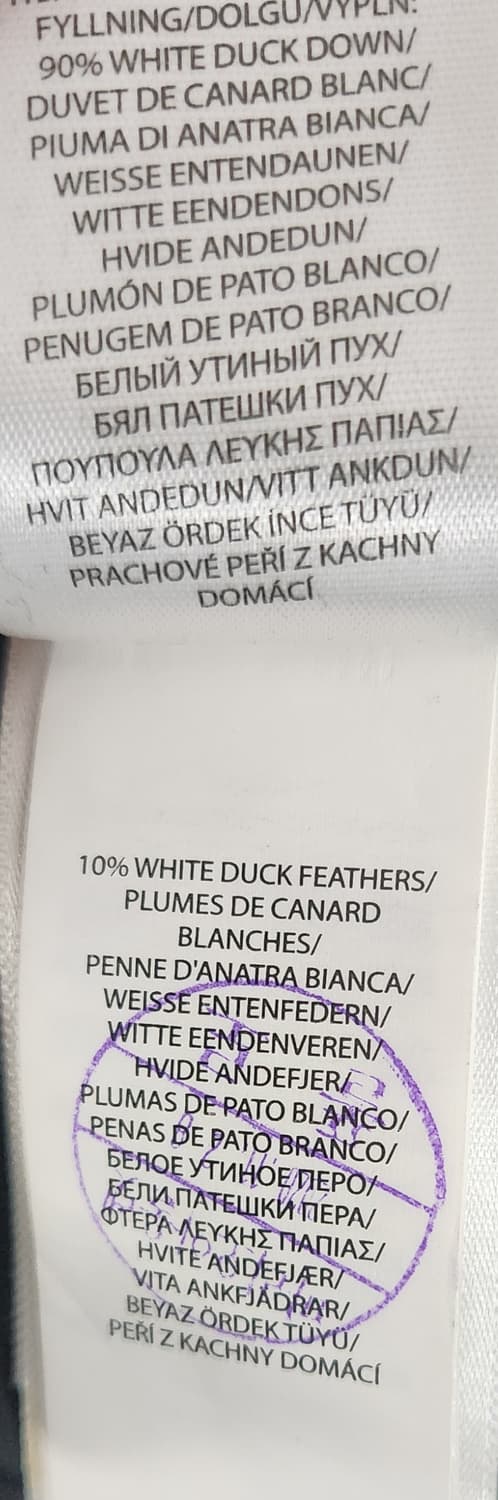 FYLLNING/DOLGU/VYPLN:
90% WHITE DUCK DOWN/
DUVET DE CANARD BLANC/
PIUMA DI ANATRA BIANCA/
WEISSE ENTENDAUNEN/
WITTE EENDENDONS/
HVIDE ANDEDUN/
PLUMÓN DE PATO BLANCO/
PENUGEM DE PATO BRANCO/
БЕЛЫЙ УТИНЫЙ ПУХ/
БЯЛ ПАТЕШКИ ПУХ/
ΠΟΥΠΟΥΛΑ ΛΕΥΚΗΣ ΠΑΠΙΑΣ/
HVIT ANDEDUN/VITT ANKDUN/
BEYAZ ÖRDEK İNCE TÜYÜ/
PRACHOVÉ PEŘÍ Z KACHNY
DOMÁCÍ
10% WHITE DUCK FEATHERS/
PLUMES DE CANARD
BLANCHES/
PENNE D'ANATRA BIANCA/
WEISSE ENTENFEDERN/
WITTE EENDENVEREN/
HVIDE ANDEFJER/
PLUMAS DE PATO BLANCO/
PENAS DE PATO BRANCO/
БЕЛОЕ УТИНОЕ ПЕРО/
БЕЛИ ПАТЕШКИ ПЕРА/
ΦΤΕΡΑ ΛΕΥΚΗΣ ΠΑΠΙΑΣ/
HVITE ANDEFJÆR/
VITA ANKFJÄDRAR/
BEYAZ ÖRDEK TÜYÜ/
PEŘÍ Z KACHNY DOMÁCÍ